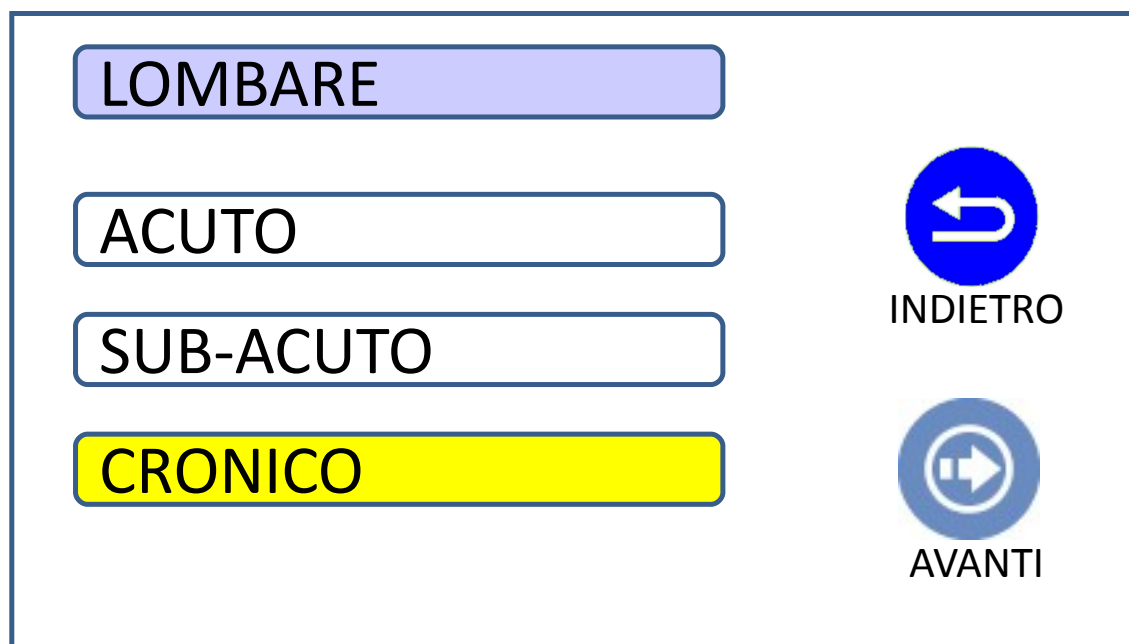 LOMBARE
ACUTO
SUB-ACUTO
CRONICO
INDIETRO
AVANTI